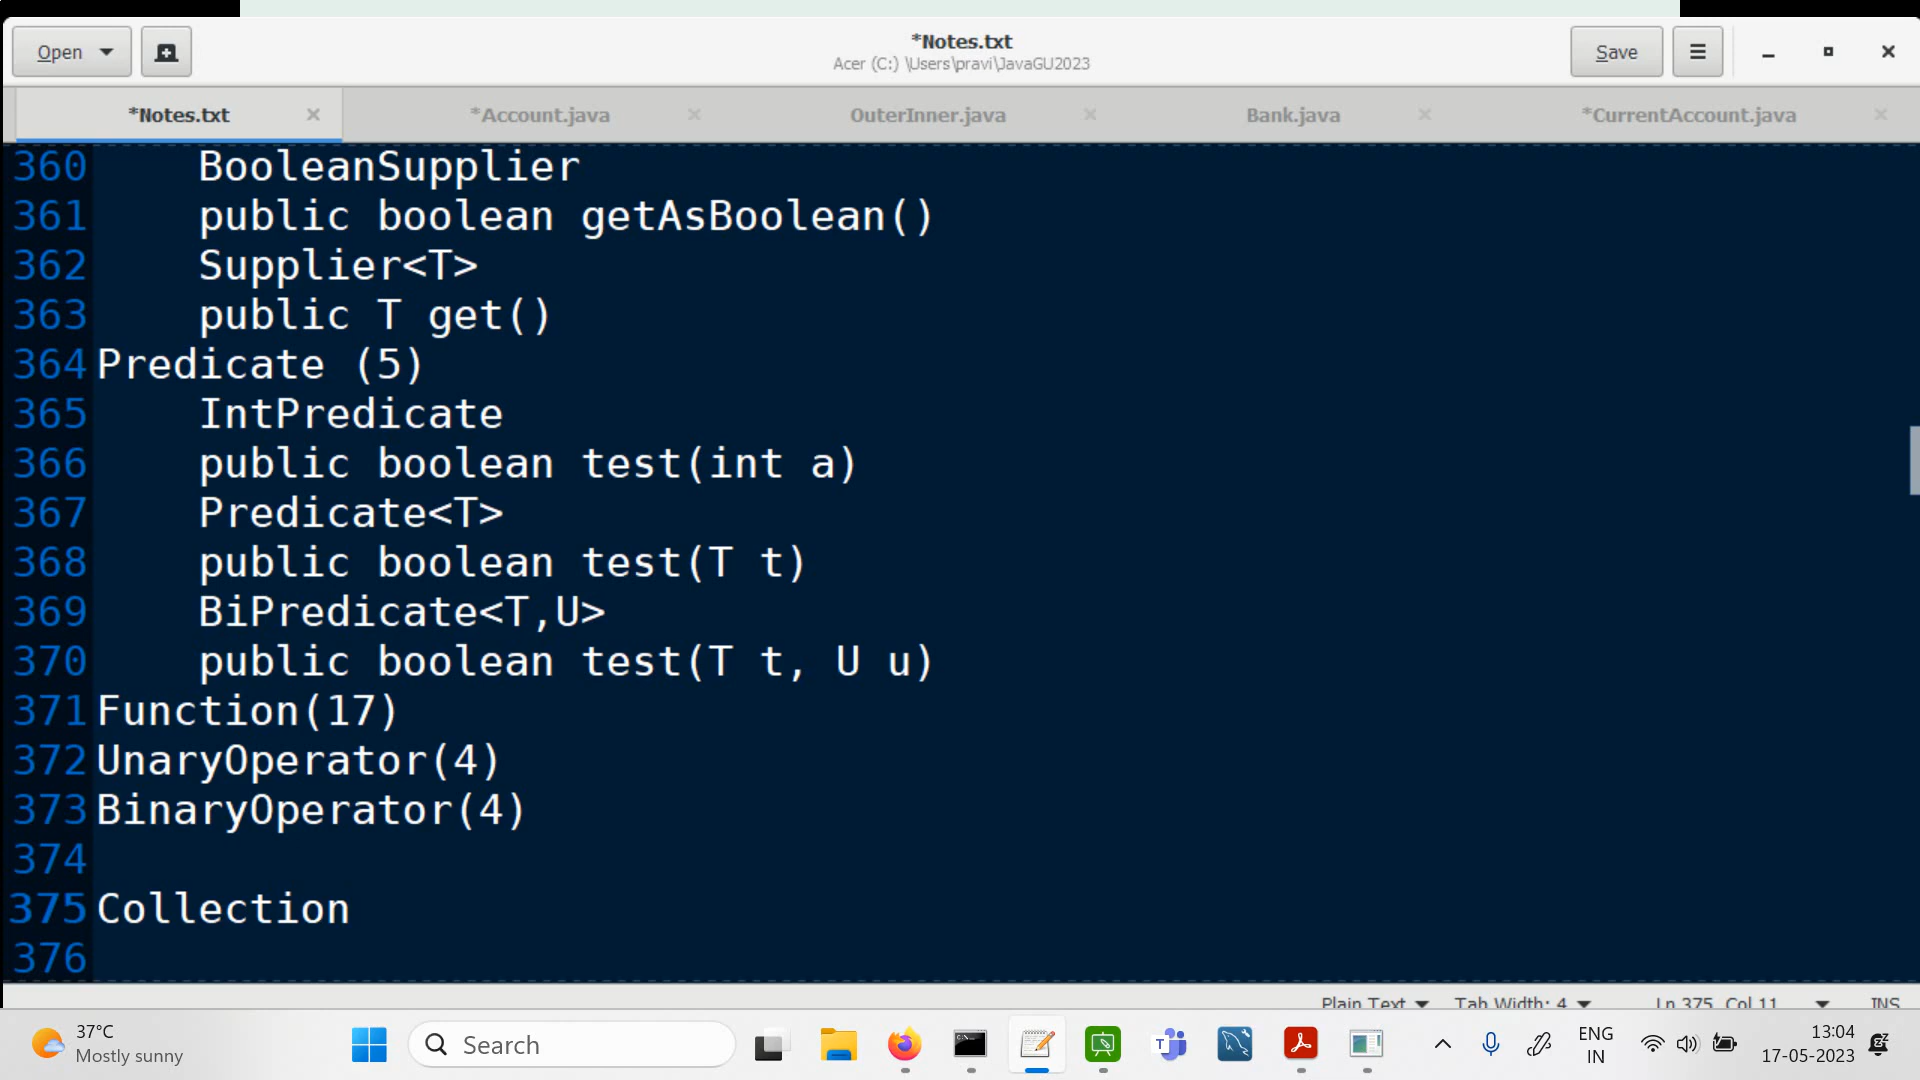 *Notes.txt
Open
Acer (C:) \Users\pravi\JavaGU2023
Save
*Notes.txt
*Account.java
OuterInner.java
Bank.java
*CurrentAccount.java
360 BooleanSupplier
361 public boolean getAsBoolean()
362 Supplier<T>
363 public T get()
364 Predicate (5)
365 IntPredicate
366 public boolean test(int a)
367 Predicate<T>
368 public boolean test(T t)
369 BiPredicate<T,U>
370 public boolean test(T t, U u)
371 Function(17)
372 UnaryOperator(4)
373 BinaryOperator(4)
374
375 Collection
376
Plain Text Tab Width: 4 Ln 375, Col 11 INS
37°C
Mostly sunny
Search
ENG
IN
13:04
17-05-2023